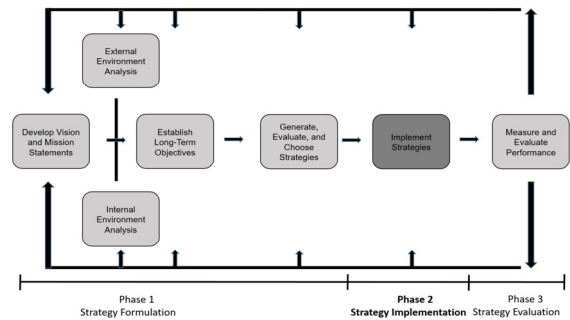 External
Environment
Analysis
Develop Vision
and Mission
Statements
Establish
Long-Term
Objectives
Generate,
Evaluate, and
Choose
Strategies
Implement
Strategies
Measure and
Evaluate
Performance
Internal
Environment
Analysis
Phase 1
Strategy Formulation
Phase 2
Strategy Implementation
Phase 3
Strategy Evaluation